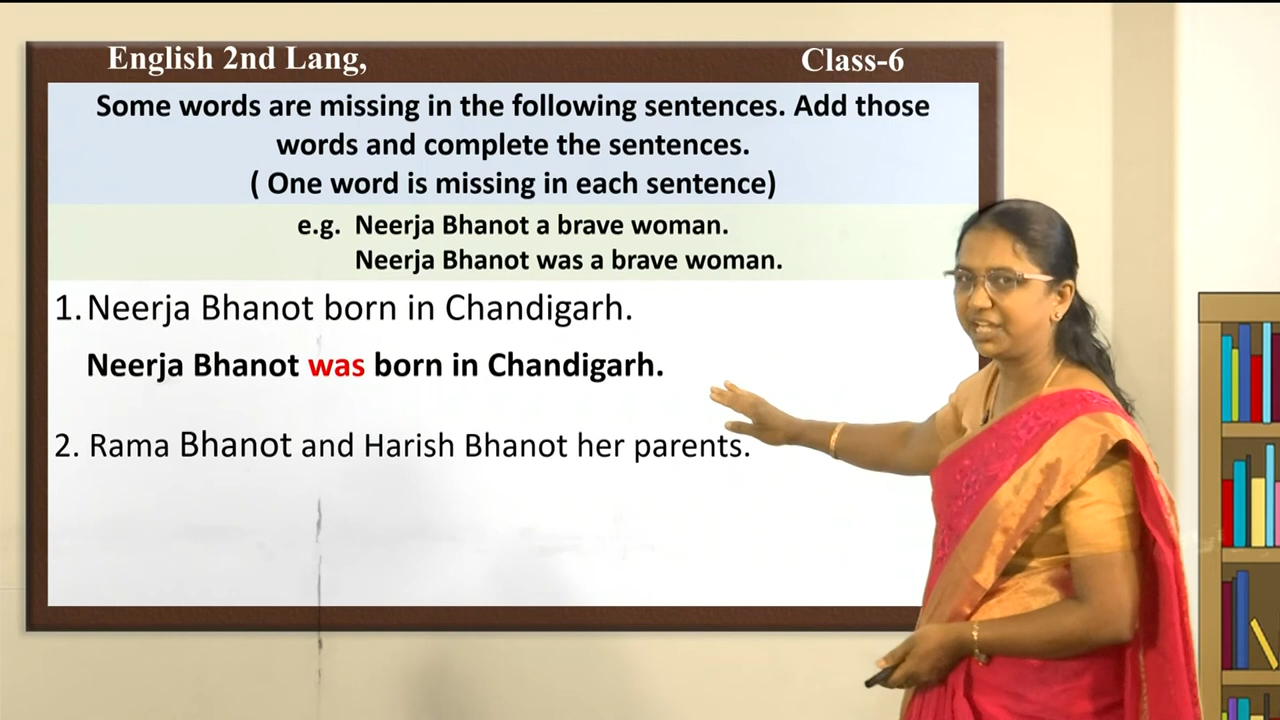 English 2nd Lang,
Class-6
Some words are missing in the following sentences. Add those
words and complete the sentences.
( One word is missing in each sentence)
e.g. Neerja Bhanot a brave woman.
Neerja Bhanot was a brave woman.
1. Neerja Bhanot born in Chandigarh.
Neerja Bhanot was born in Chandigarh.
2. Rama Bhanot and Harish Bhanot her parents.